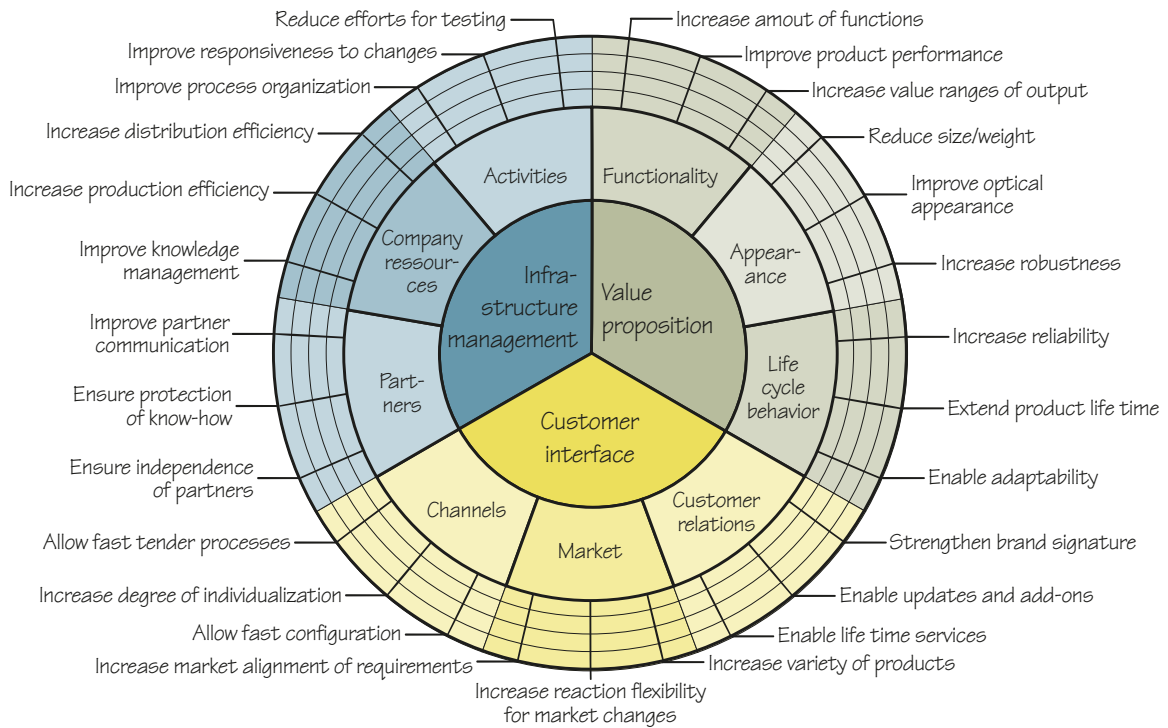 Reduce efforts for testing
Increase amout of functions
Improve responsiveness to changes
Improve product performance
Improve process organization
Increase value ranges of output
Increase distribution efficiency
Reduce size/weight
Increase production efficiency
Improve optical
appearance
Improve knowledge
management
Increase robustness
Improve partner
communication
Increase reliability
Ensure protection
of know-how
Extend product life time
Ensure independence
of partners
Enable adaptability
Allow fast tender processes
Strengthen brand signature
Increase degree of individualization
Enable updates and add-ons
Allow fast configuration
Enable life time services
Increase market alignment of requirements
Increase variety of products
Increase reaction flexibility
for market changes
Activities
Functionality
Company
ressour-
ces
Appear-
ance
Part-
ners
Life
cycle
behavior
Channels
Market
Customer
relations
Infra-
structure
management
Value
proposition
Customer
interface